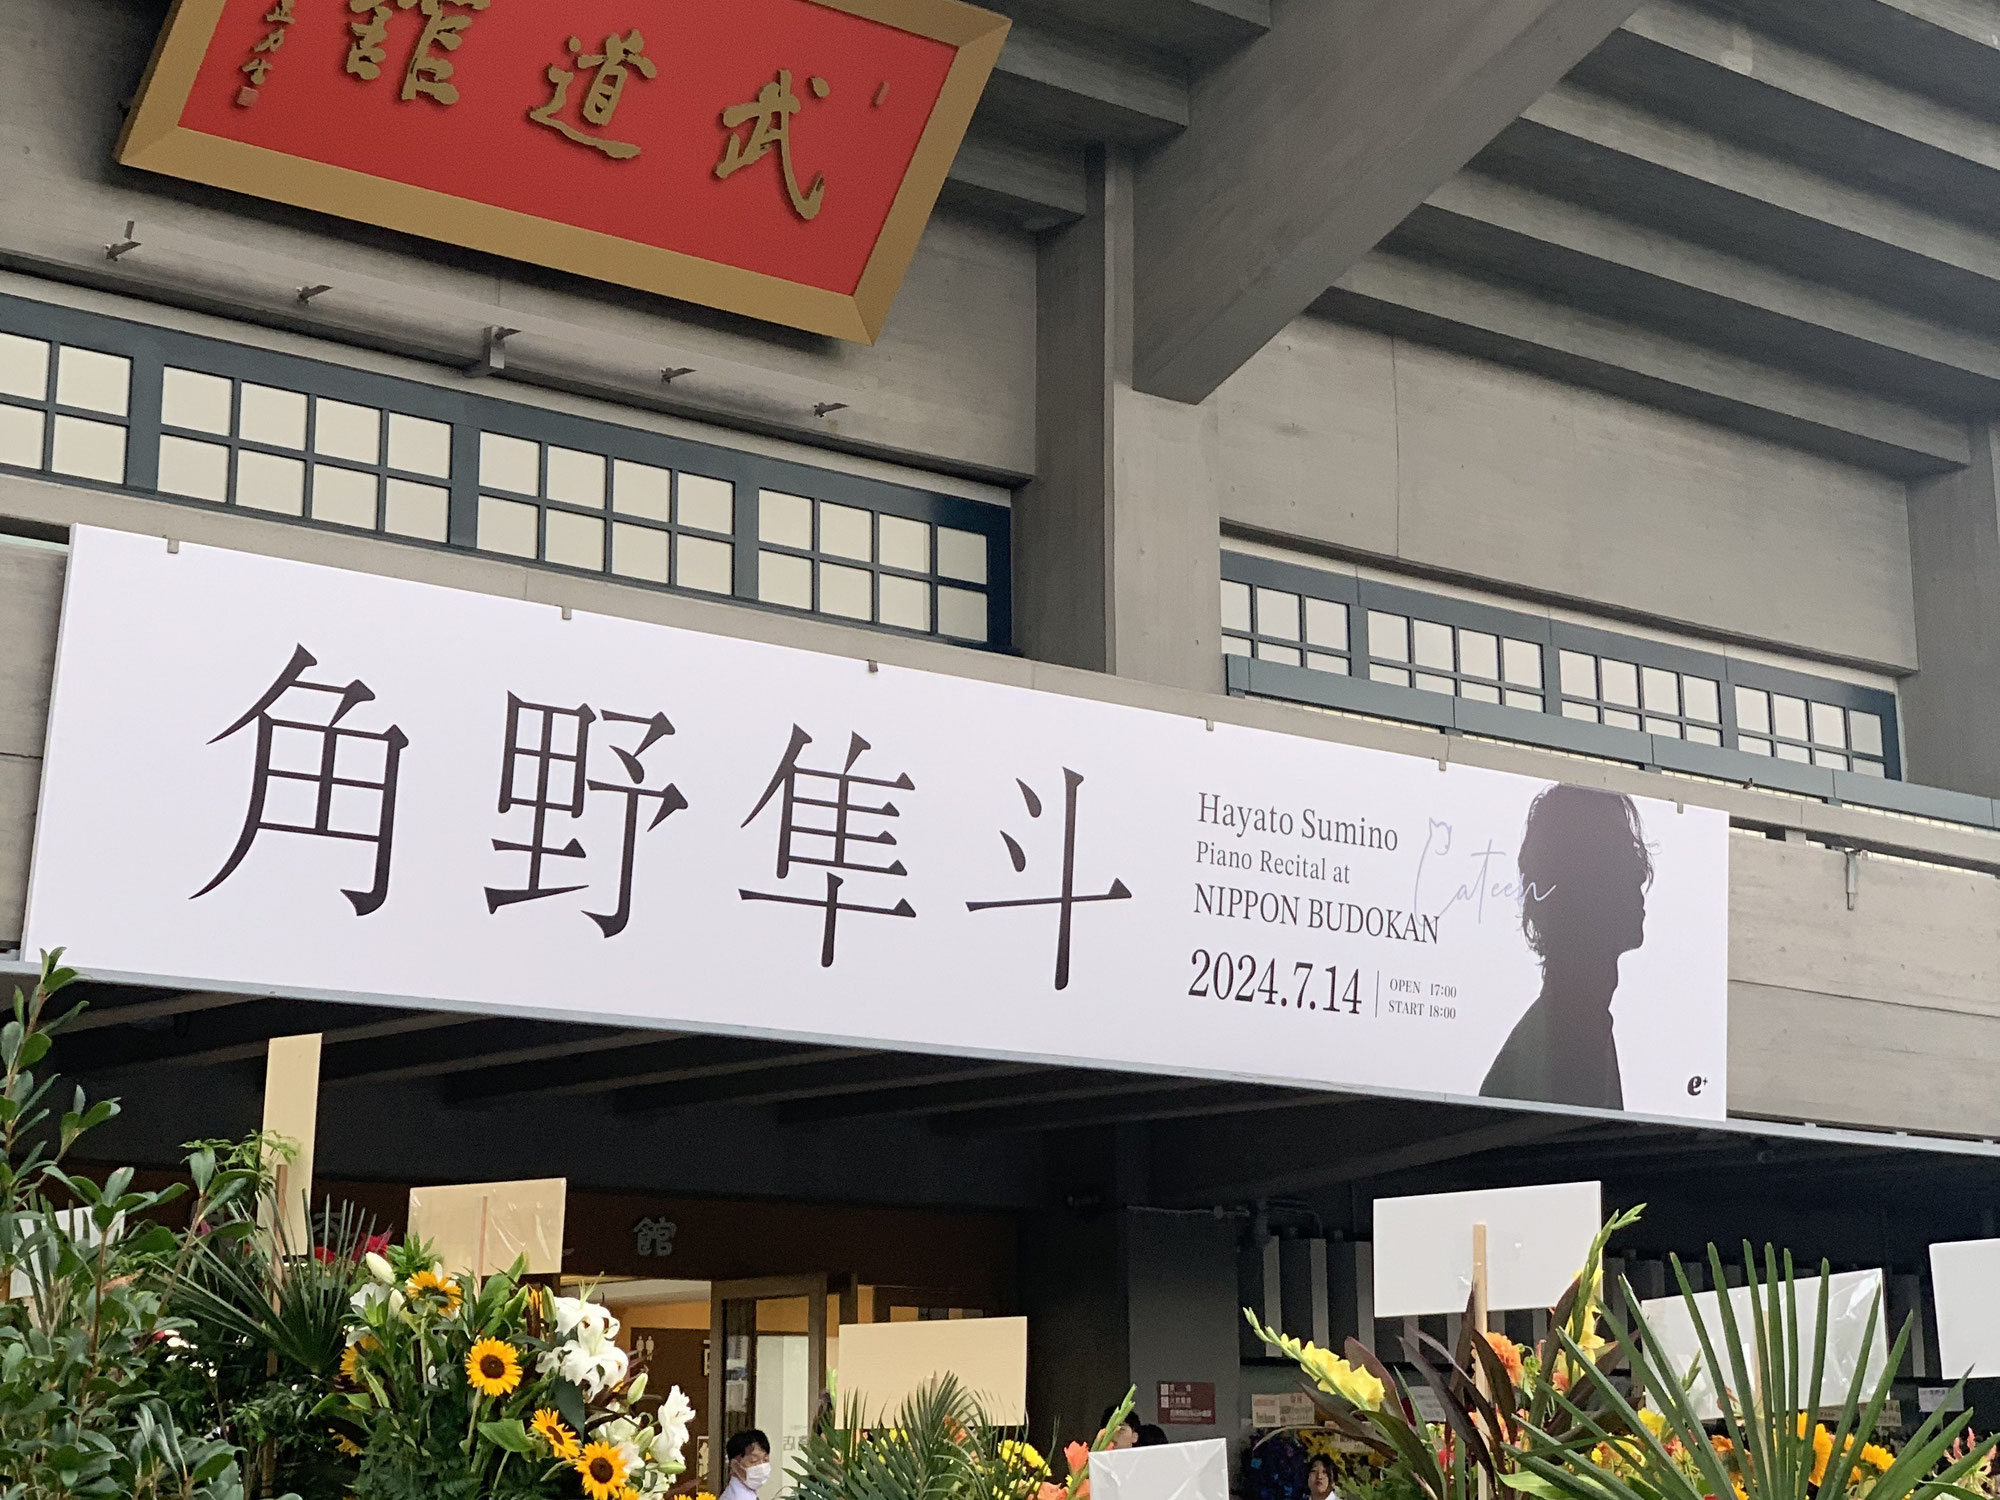 武道館
角野隼斗
Hayato Sumino
Piano Recital at
NIPPON BUDOKAN
2024.7.14
OPEN 17:00
START 18:00
Cateen
e+
館